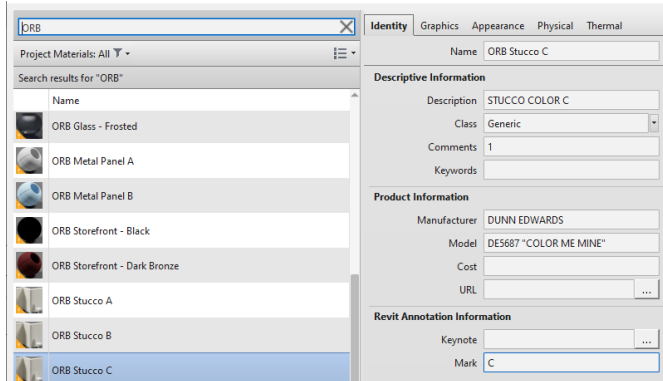 ORB
Project Materials: All
Search results for "ORB"
Name
ORB Glass - Frosted
ORB Metal Panel A
ORB Metal Panel B
ORB Storefront - Black
ORB Storefront - Dark Bronze
ORB Stucco A
ORB Stucco B
ORB Stucco C
Identity Graphics Appearance Physical Thermal
Name ORB Stucco C
Descriptive Information
Description STUCCO COLOR C
Class Generic
Comments 1
Keywords
Product Information
Manufacturer DUNN EDWARDS
Model DE5687 "COLOR ME MINE"
Cost
URL ...
Revit Annotation Information
Keynote ...
Mark C